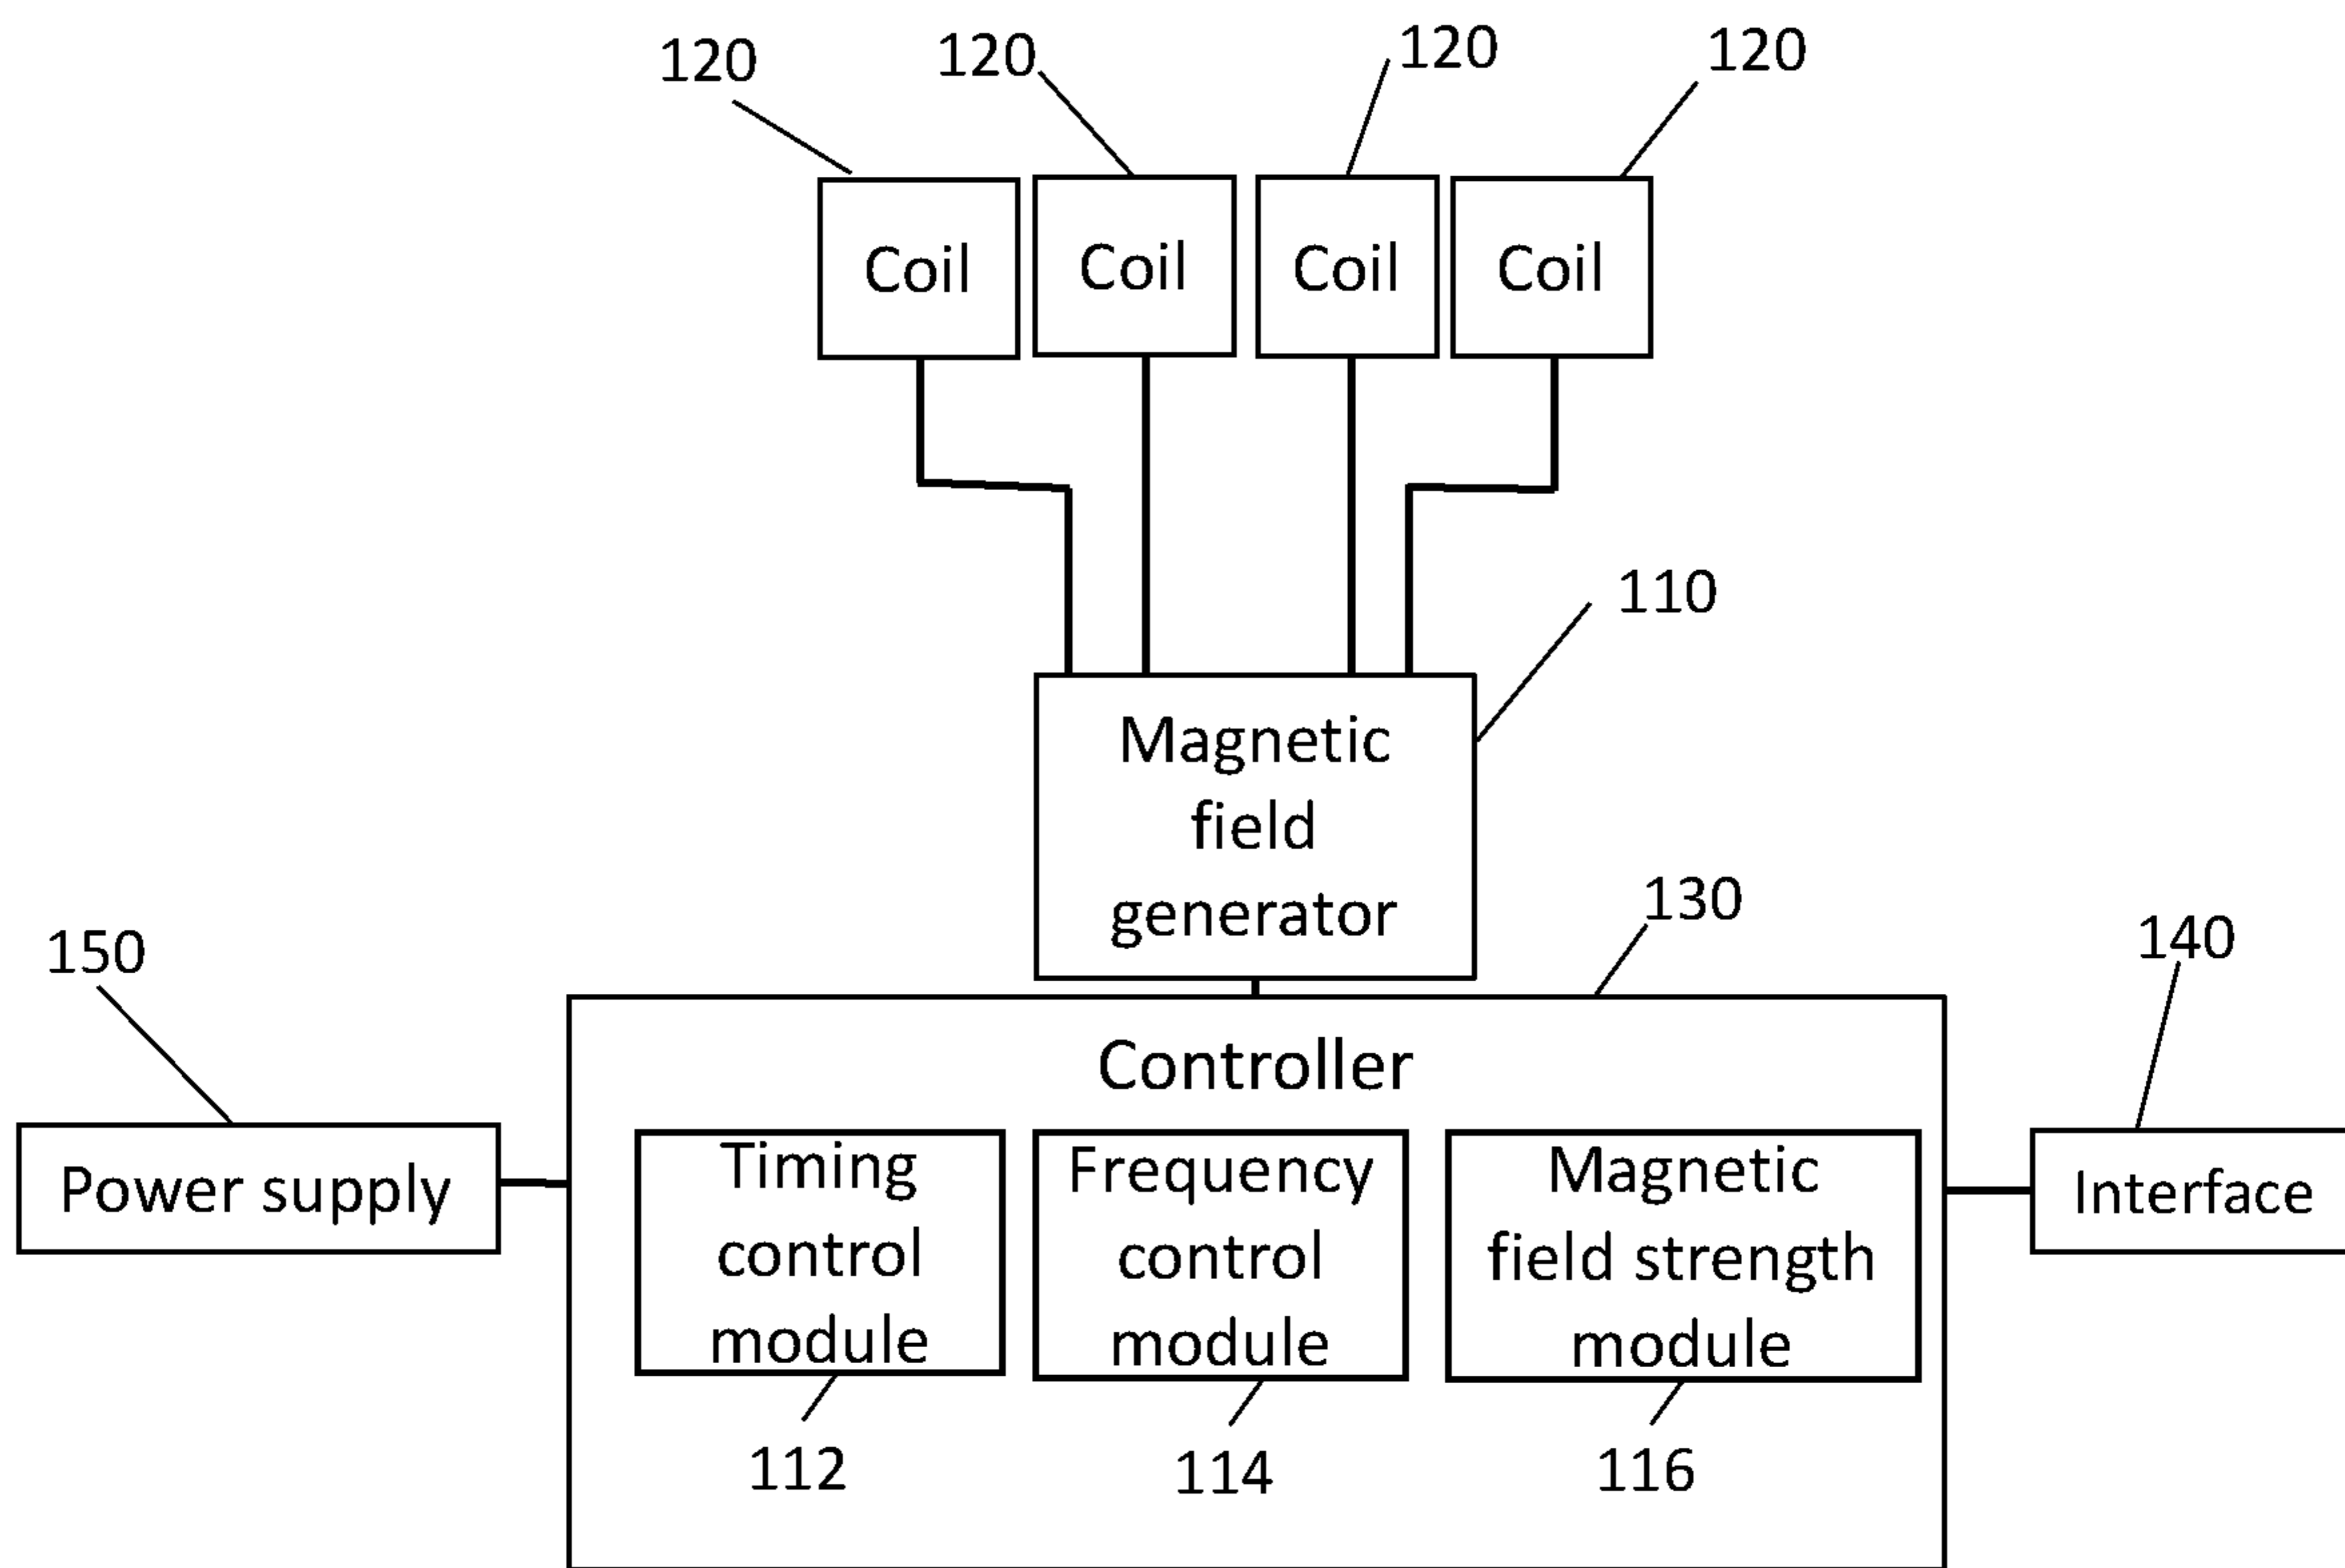 120
120
120
120
Coil
Coil
Coil
Coil
110
Magnetic
field
generator
130
150
140
Controller
Power supply
Timing
control
module
Frequency
control
module
Magnetic
field strength
module
Interface
112
114
116